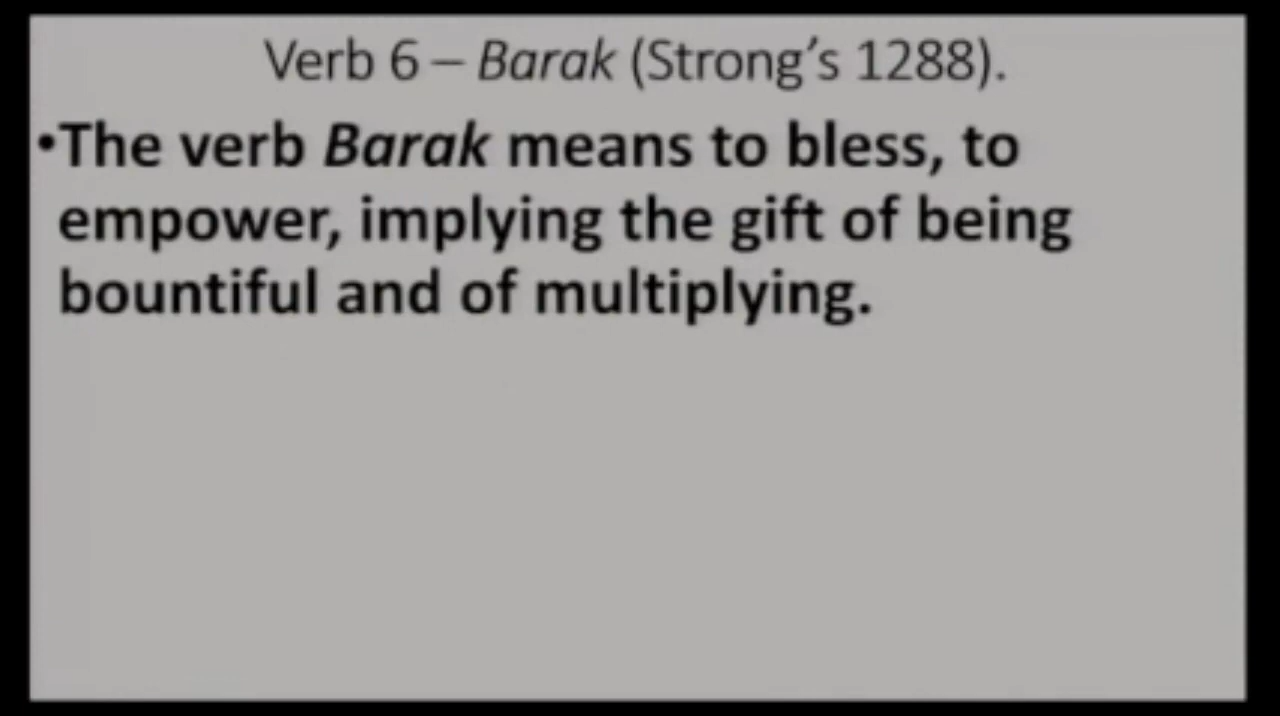 Verb 6 – Barak (Strong’s 1288).
•The verb Barak means to bless, to
empower, implying the gift of being
bountiful and of multiplying.